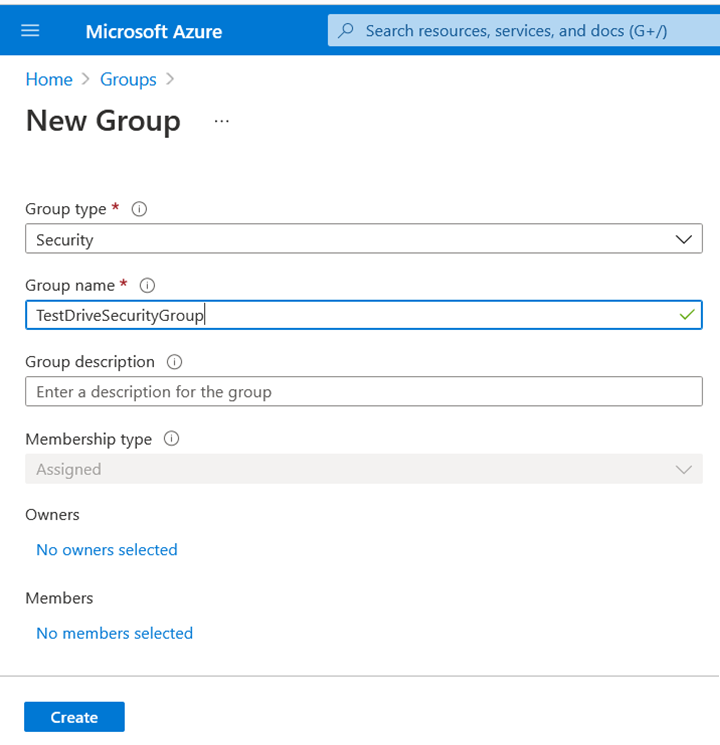 Microsoft Azure
Search resources, services, and docs (G+/)
Home > Groups >
New Group ...
Group type *
Security
Group name *
TestDriveSecurityGroup
Group description
Enter a description for the group
Membership type
Assigned
Owners
No owners selected
Members
No members selected
Create